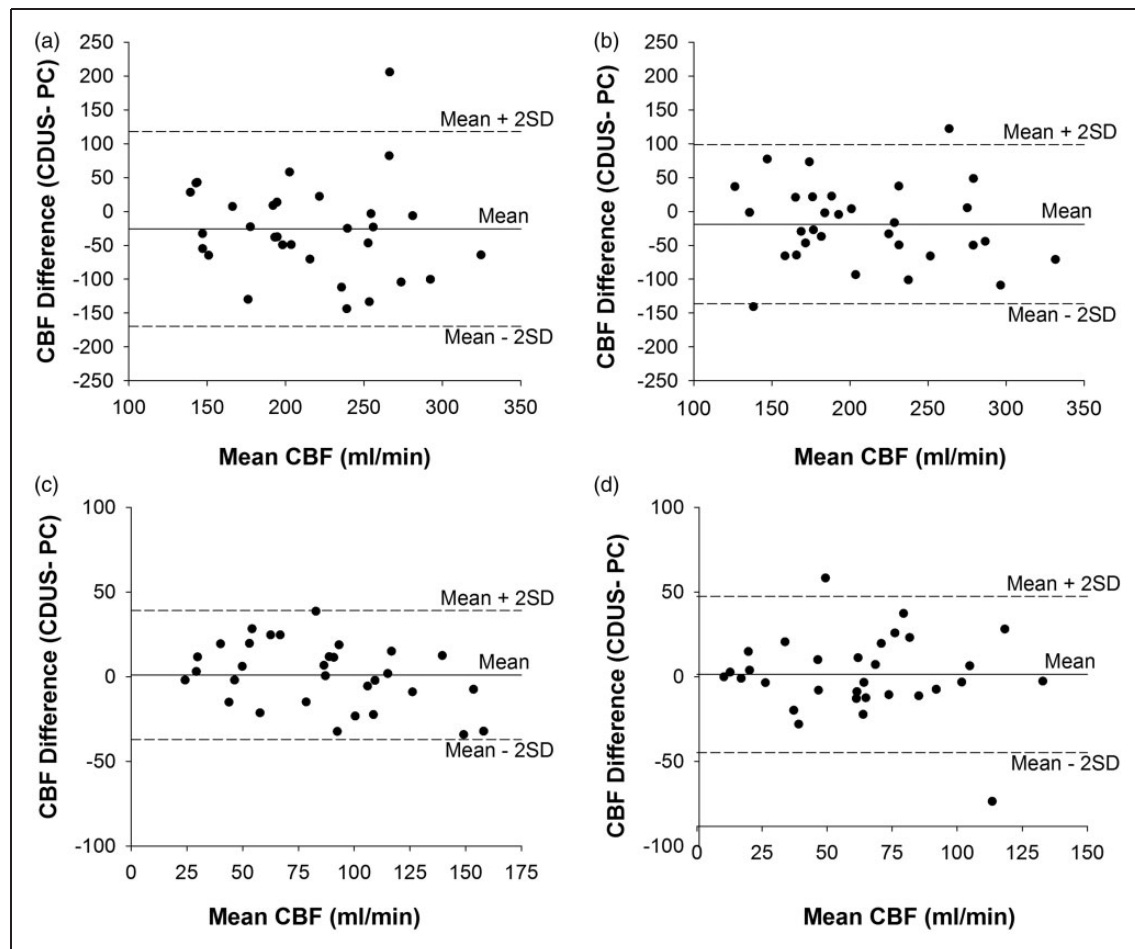 (a)
250
200
150
100
50
0
-50
-100
-150
-200
-250
CBF Difference (CDUS- PC)
Mean + 2SD
Mean
Mean - 2SD
100 150 200 250 300 350
Mean CBF (ml/min)
(b)
250
200
150
100
50
0
-50
-100
-150
-200
-250
CBF Difference (CDUS- PC)
Mean + 2SD
Mean
Mean - 2SD
100 150 200 250 300 350
Mean CBF (ml/min)
(c)
100
50
0
-50
-100
CBF Difference (CDUS- PC)
Mean + 2SD
Mean
Mean - 2SD
0 25 50 75 100 125 150 175
Mean CBF (ml/min)
(d)
100
50
0
-50
-100
CBF Difference (CDUS- PC)
Mean + 2SD
Mean
Mean - 2SD
0 25 50 75 100 125 150
Mean CBF (ml/min)